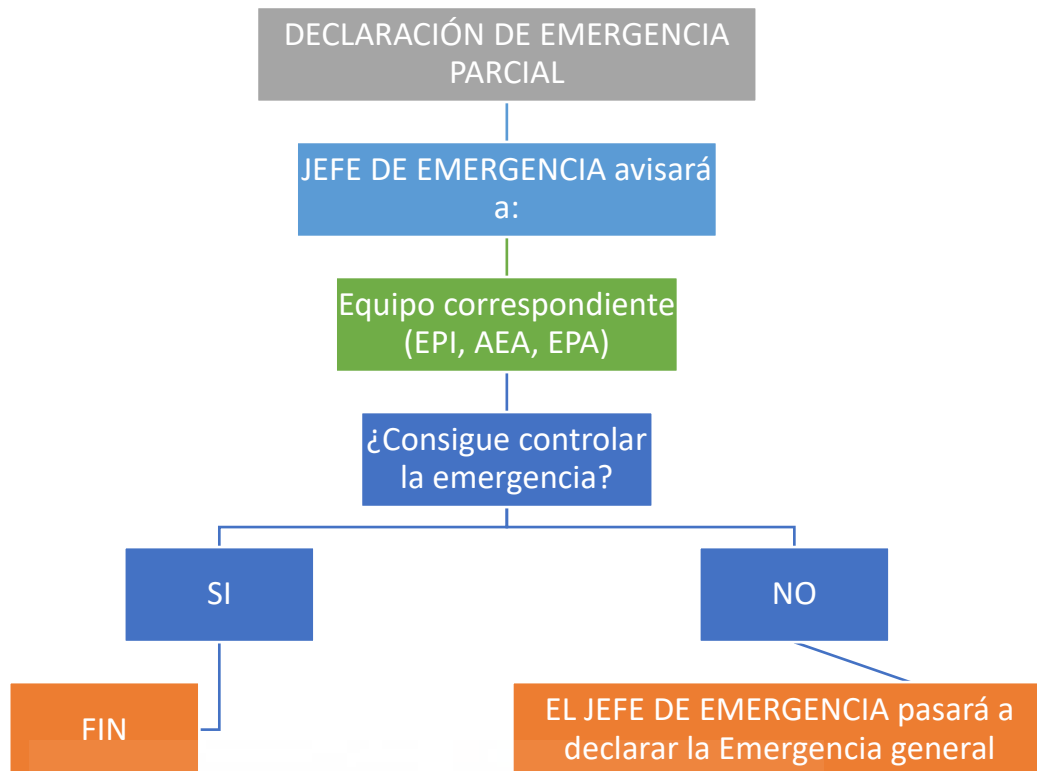 DECLARACIÓN DE EMERGENCIA
PARCIAL
JEFE DE EMERGENCIA avisará
a:
Equipo correspondiente
(EPI, AEA, EPA)
¿Consigue controlar
la emergencia?
SI
NO
FIN
EL JEFE DE EMERGENCIA pasará a
declarar la Emergencia general